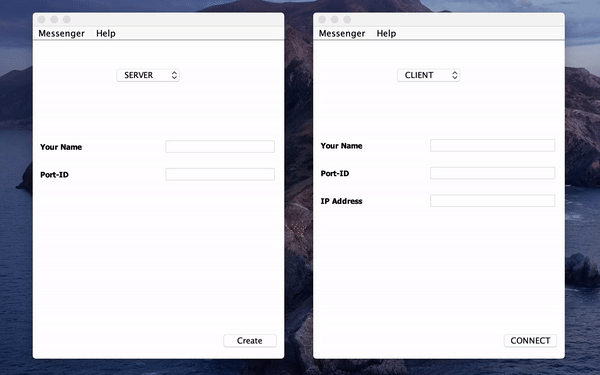 Messenger Help
SERVER
Your Name
Port-ID
Create
Messenger Help
CLIENT
Your Name
Port-ID
IP Address
CONNECT